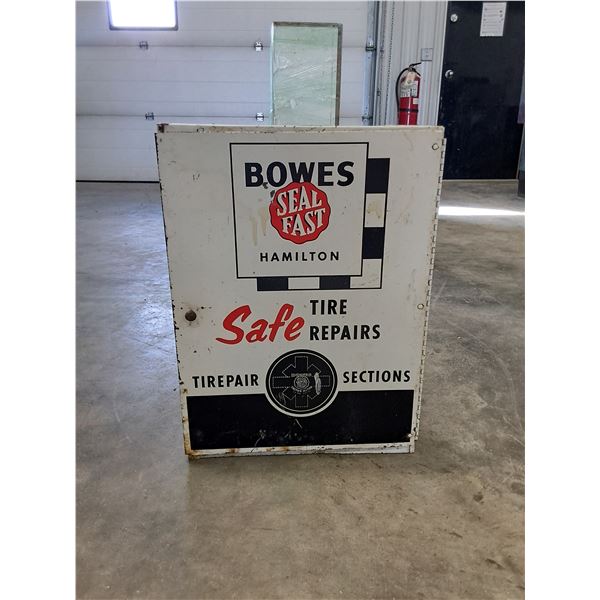 BOWES
SEAL
FAST
HAMILTON
Safe TIRE
REPAIRS
TIREPAIR SECTIONS